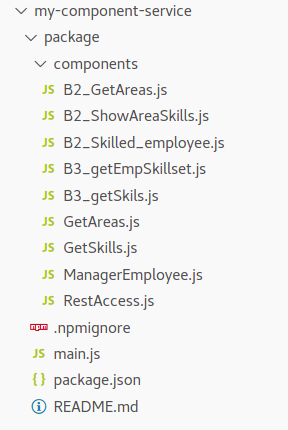 my-component-service
package
components
JS B2_GetAreas.js
JS B2_ShowAreaSkills.js
JS B2_Skilled_employee.js
JS B3_getEmpSkillset.js
JS B3_getSkils.js
JS GetAreas.js
JS GetSkills.js
JS ManagerEmployee.js
JS RestAccess.js
npm .npmignore
JS main.js
{} package.json
README.md